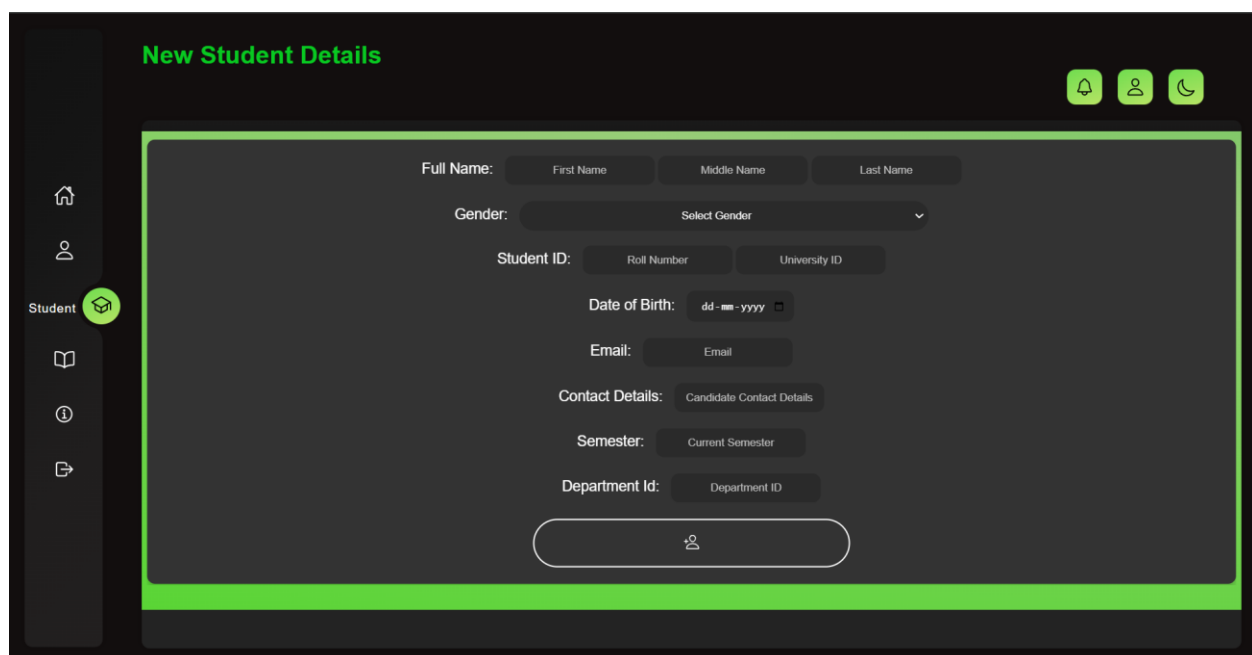 New Student Details
Full Name: First Name Middle Name Last Name
Gender: Select Gender
Student ID: Roll Number University ID
Student
Date of Birth: dd-mm-yyyy
Email: Email
Contact Details: Candidate Contact Details
Semester: Current Semester
Department Id: Department ID